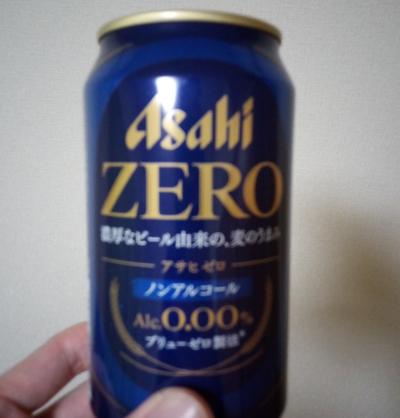 Asahi
ZERO
濃厚なビール由来の、麦のうまみ
アサヒゼロ
ノンアルコール
Alc.0.00%
ブリューゼロ製法*